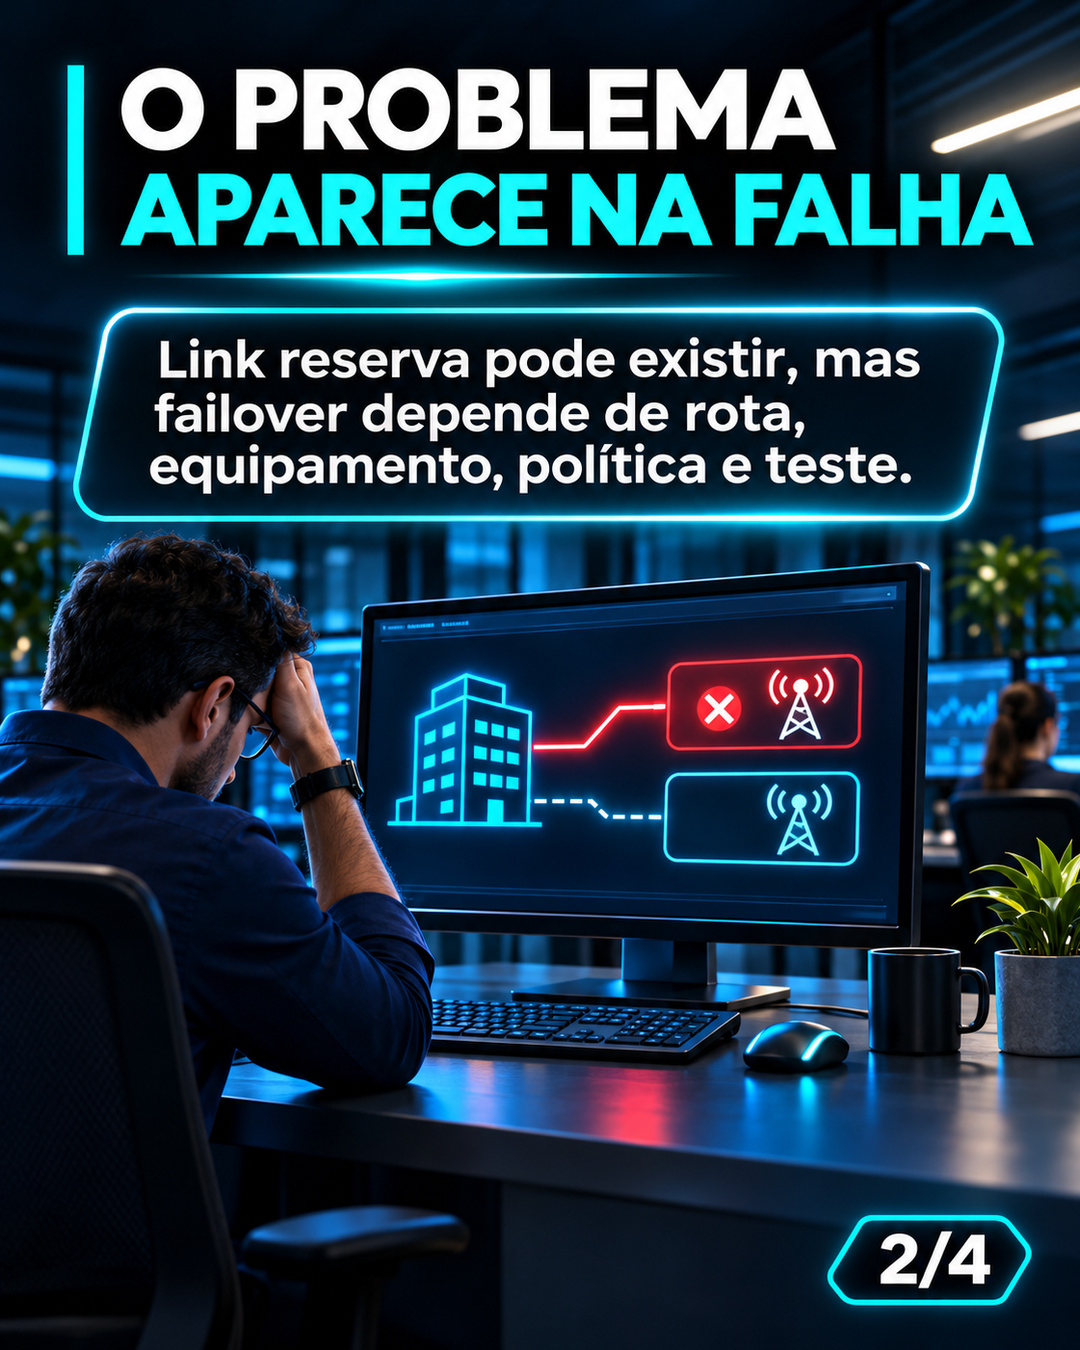 O PROBLEMA
APARECE NA FALHA
Link reserva pode existir, mas
failover depende de rota,
equipamento, política e teste.
2/4